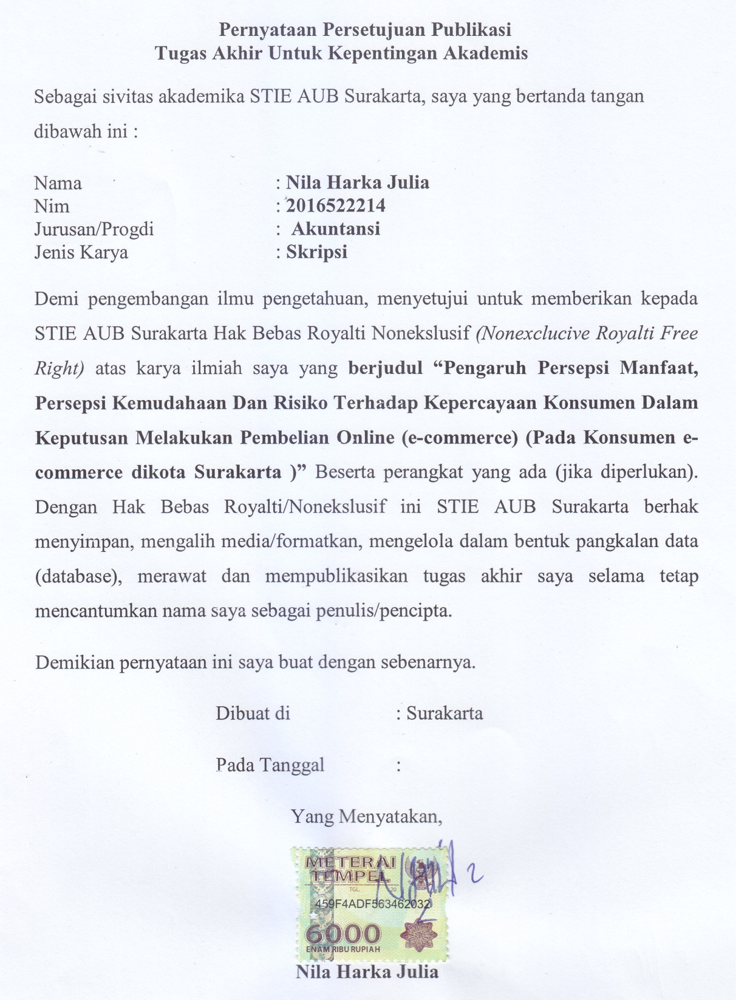 Pernyataan Persetujuan Publikasi
Tugas Akhir Untuk Kepentingan Akademis
Sebagai sivitas akademika STIE AUB Surakarta, saya yang bertanda tangan
dibawah ini :
Nama : Nila Harka Julia
Nim : 2016522214
Jurusan/Progdi : Akuntansi
Jenis Karya : Skripsi
Demi pengembangan ilmu pengetahuan, menyetujui untuk memberikan kepada
STIE AUB Surakarta Hak Bebas Royalti Nonekslusif (Nonexclucive Royalti Free
Right) atas karya ilmiah saya yang berjudul “Pengaruh Persepsi Manfaat,
Persepsi Kemudahaan Dan Risiko Terhadap Kepercayaan Konsumen Dalam
Keputusan Melakukan Pembelian Online (e-commerce) (Pada Konsumen e-
commerce dikota Surakarta )” Beserta perangkat yang ada (jika diperlukan).
Dengan Hak Bebas Royalti/Nonekslusif ini STIE AUB Surakarta berhak
menyimpan, mengalih media/formatkan, mengelola dalam bentuk pangkalan data
(database), merawat dan mempublikasikan tugas akhir saya selama tetap
mencantumkan nama saya sebagai penulis/pencipta.
Demikian pernyataan ini saya buat dengan sebenarnya.
Dibuat di : Surakarta
Pada Tanggal :
Yang Menyatakan,
METERAI
TEMPEL
TGL. 20
459F4ADF563462032
6000
ENAM RIBU RUPIAH
Nila Harka Julia